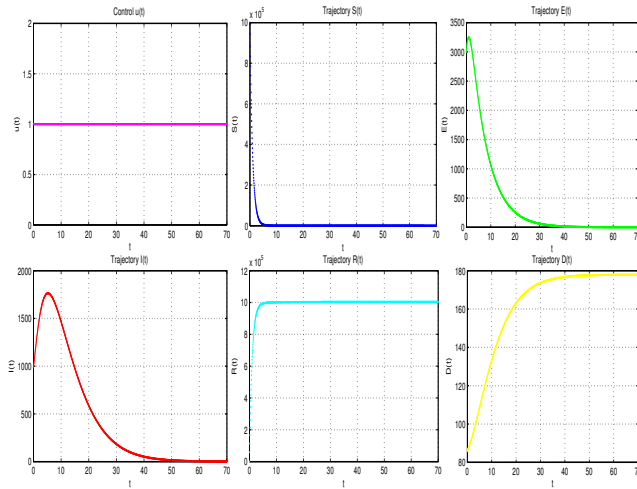 Control u(t)
2
1.5
1
0.5
0
u(t)
0 10 20 30 40 50 60 70
t
Trajectory S(t)
x 10^5
10
8
6
4
2
0
S(t)
0 10 20 30 40 50 60 70
t
Trajectory E(t)
3500
3000
2500
2000
1500
1000
500
0
E(t)
0 10 20 30 40 50 60 70
t
Trajectory I(t)
2000
1500
1000
500
0
I(t)
0 10 20 30 40 50 60 70
t
Trajectory R(t)
x 10^5
12
10
8
6
4
2
0
R(t)
0 10 20 30 40 50 60 70
t
Trajectory D(t)
180
160
140
120
100
80
D(t)
0 10 20 30 40 50 60 70
t